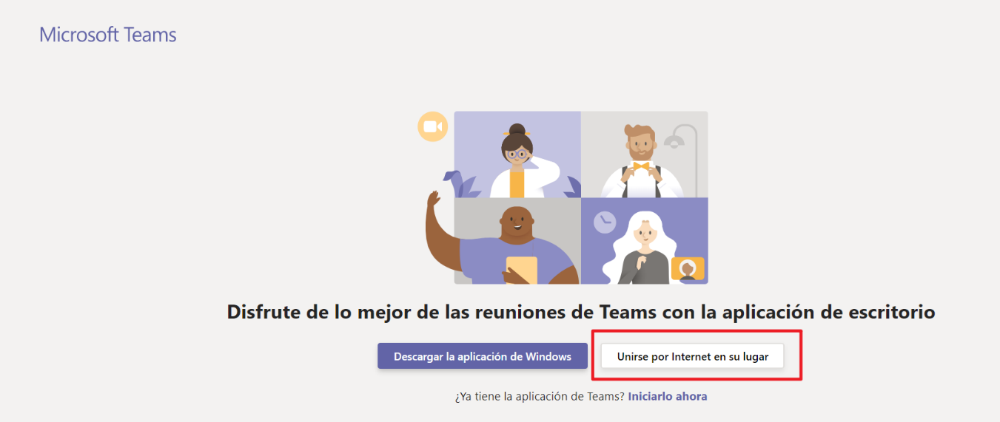 Microsoft Teams
Disfrute de lo mejor de las reuniones de Teams con la aplicación de escritorio
Descargar la aplicación de Windows
Unirse por Internet en su lugar
¿Ya tiene la aplicación de Teams? Iniciarlo ahora